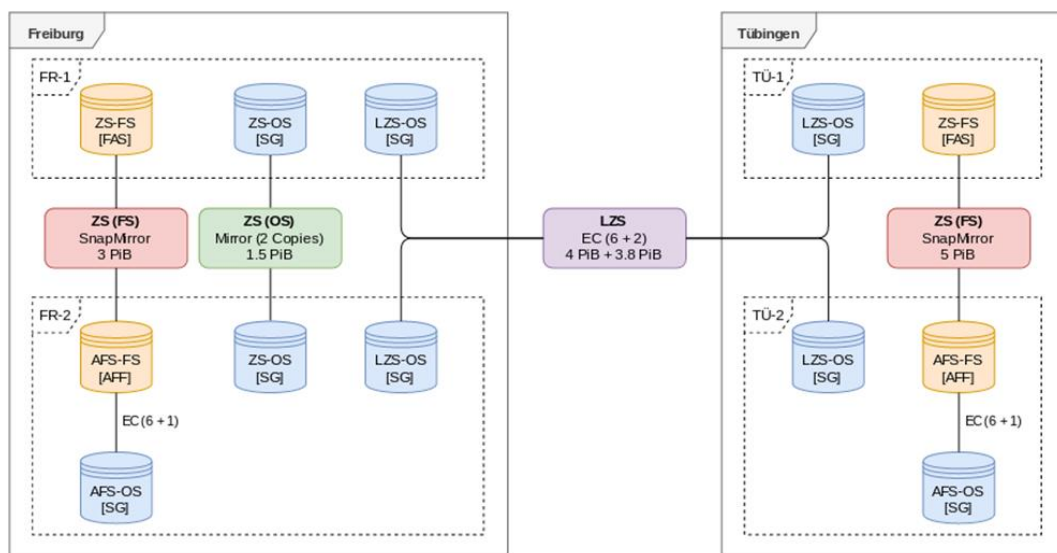 Freiburg
FR-1
ZS-FS
[FAS]
ZS-OS
[SG]
LZS-OS
[SG]
ZS (FS)
SnapMirror
3 PiB
ZS (OS)
Mirror (2 Copies)
1.5 PiB
FR-2
AFS-FS
[AFF]
ZS-OS
[SG]
LZS-OS
[SG]
EC (6 + 1)
AFS-OS
[SG]
LZS
EC (6 + 2)
4 PiB + 3.8 PiB
Tübingen
TÜ-1
LZS-OS
[SG]
ZS-FS
[FAS]
ZS (FS)
SnapMirror
5 PiB
TÜ-2
LZS-OS
[SG]
AFS-FS
[AFF]
EC (6 + 1)
AFS-OS
[SG]